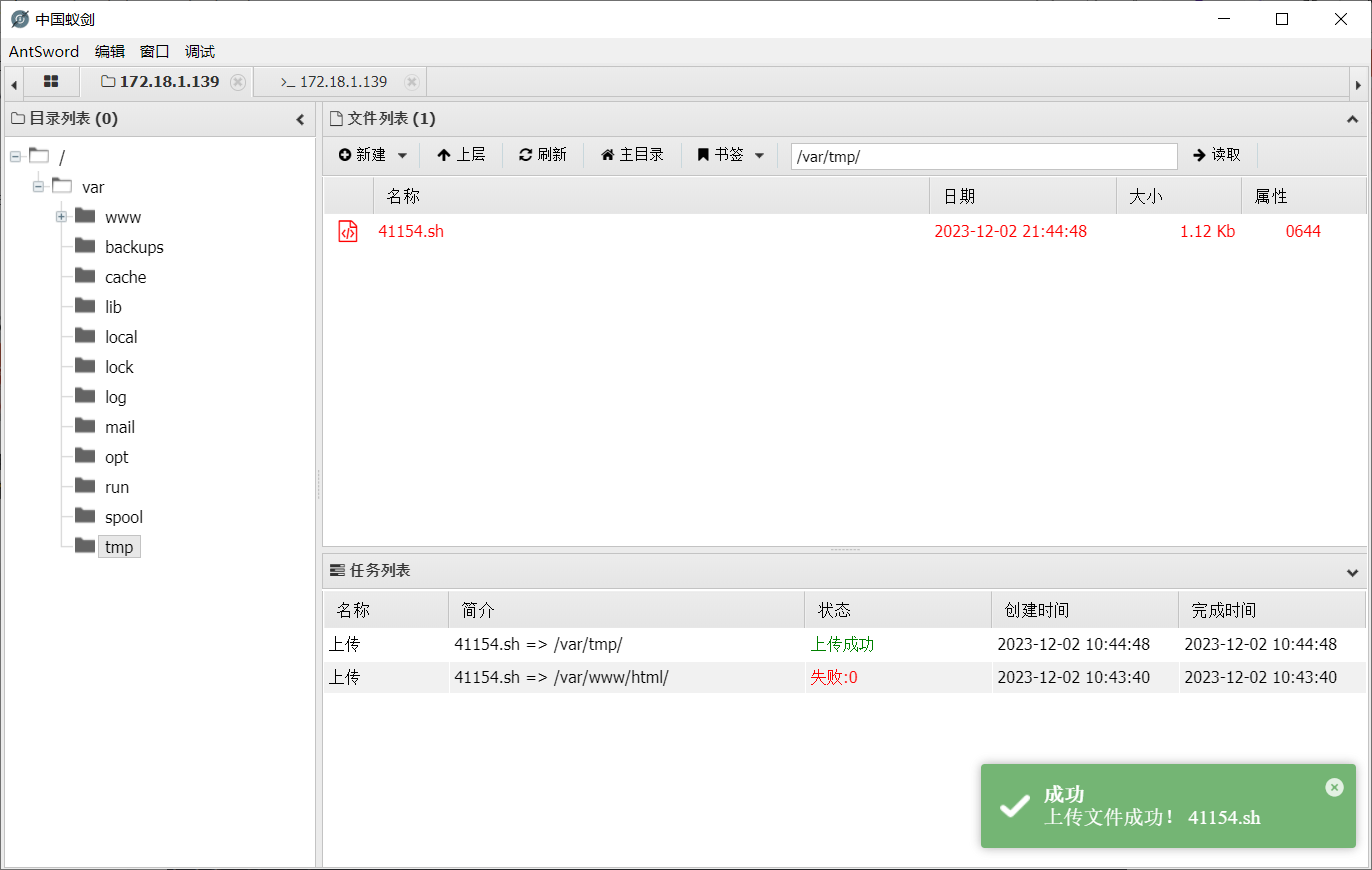 中国蚁剑
AntSword 编辑 窗口 调试
172.18.1.139 >_ 172.18.1.139
目录列表 (0)
/
var
www
backups
cache
lib
local
lock
log
mail
opt
run
spool
tmp
文件列表 (1)
新建 上层 刷新 主目录 书签 /var/tmp/ 读取
名称 日期 大小 属性
41154.sh 2023-12-02 21:44:48 1.12 Kb 0644
任务列表
名称 简介 状态 创建时间 完成时间
上传 41154.sh => /var/tmp/ 上传成功 2023-12-02 10:44:48 2023-12-02 10:44:48
上传 41154.sh => /var/www/html/ 失败:0 2023-12-02 10:43:40 2023-12-02 10:43:40
成功
上传文件成功！ 41154.sh